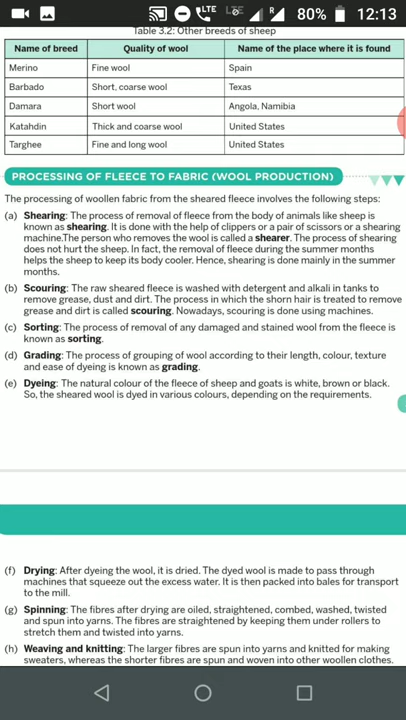 LTE LTE R 80% 12:13
Table 3.2: Other breeds of sheep
Name of breed Quality of wool Name of the place where it is found
Merino Fine wool Spain
Barbado Short, coarse wool Texas
Damara Short wool Angola, Namibia
Katahdin Thick and coarse wool United States
Targhee Fine and long wool United States
PROCESSING OF FLEECE TO FABRIC (WOOL PRODUCTION)
The processing of woollen fabric from the sheared fleece involves the following steps:
(a) Shearing: The process of removal of fleece from the body of animals like sheep is
known as shearing. It is done with the help of clippers or a pair of scissors or a shearing
machine.The person who removes the wool is called a shearer. The process of shearing
does not hurt the sheep. In fact, the removal of fleece during the summer months
helps the sheep to keep its body cooler. Hence, shearing is done mainly in the summer
months.
(b) Scouring: The raw sheared fleece is washed with detergent and alkali in tanks to
remove grease, dust and dirt. The process in which the shorn hair is treated to remove
grease and dirt is called scouring. Nowadays, scouring is done using machines.
(c) Sorting: The process of removal of any damaged and stained wool from the fleece is
known as sorting.
(d) Grading: The process of grouping of wool according to their length, colour, texture
and ease of dyeing is known as grading.
(e) Dyeing: The natural colour of the fleece of sheep and goats is white, brown or black.
So, the sheared wool is dyed in various colours, depending on the requirements.
(f) Drying: After dyeing the wool, it is dried. The dyed wool is made to pass through
machines that squeeze out the excess water. It is then packed into bales for transport
to the mill.
(g) Spinning: The fibres after drying are oiled, straightened, combed, washed, twisted
and spun into yarns. The fibres are straightened by keeping them under rollers to
stretch them and twisted into yarns.
(h) Weaving and knitting: The larger fibres are spun into yarns and knitted for making
sweaters, whereas the shorter fibres are spun and woven into other woollen clothes.